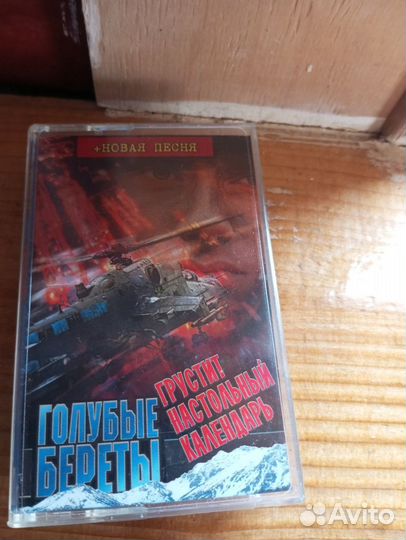 +НОВАЯ ПЕСНЯ
ГОЛУБЫЕ
БЕРЕТЫ
ГРУСТИТ
НАСТОЛЬНЫЙ
КАЛЕНДАРЬ
Avito